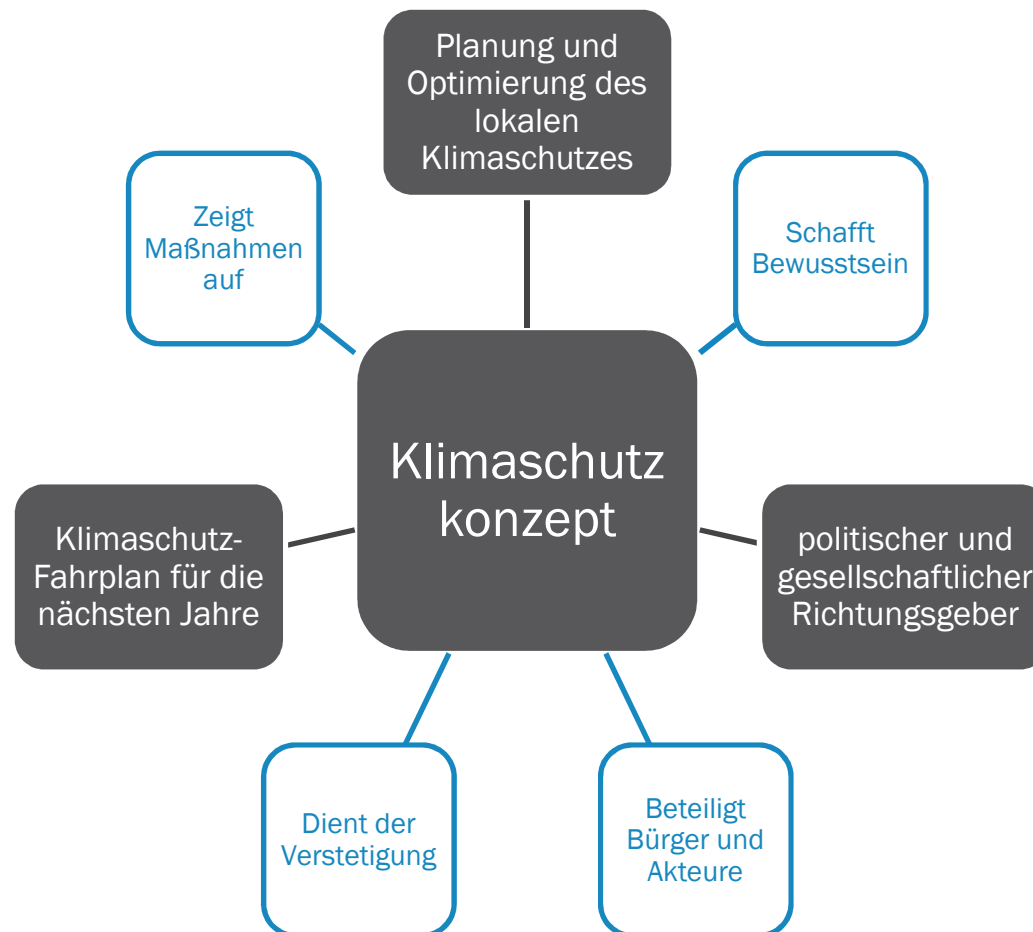 Planung und
Optimierung des
lokalen
Klimaschutzes
Zeigt
Maßnahmen
auf
Schafft
Bewusstsein
Klimaschutz
konzept
Klimaschutz-
Fahrplan für die
nächsten Jahre
politischer und
gesellschaftlicher
Richtungsgeber
Dient der
Verstetigung
Beteiligt
Bürger und
Akteure